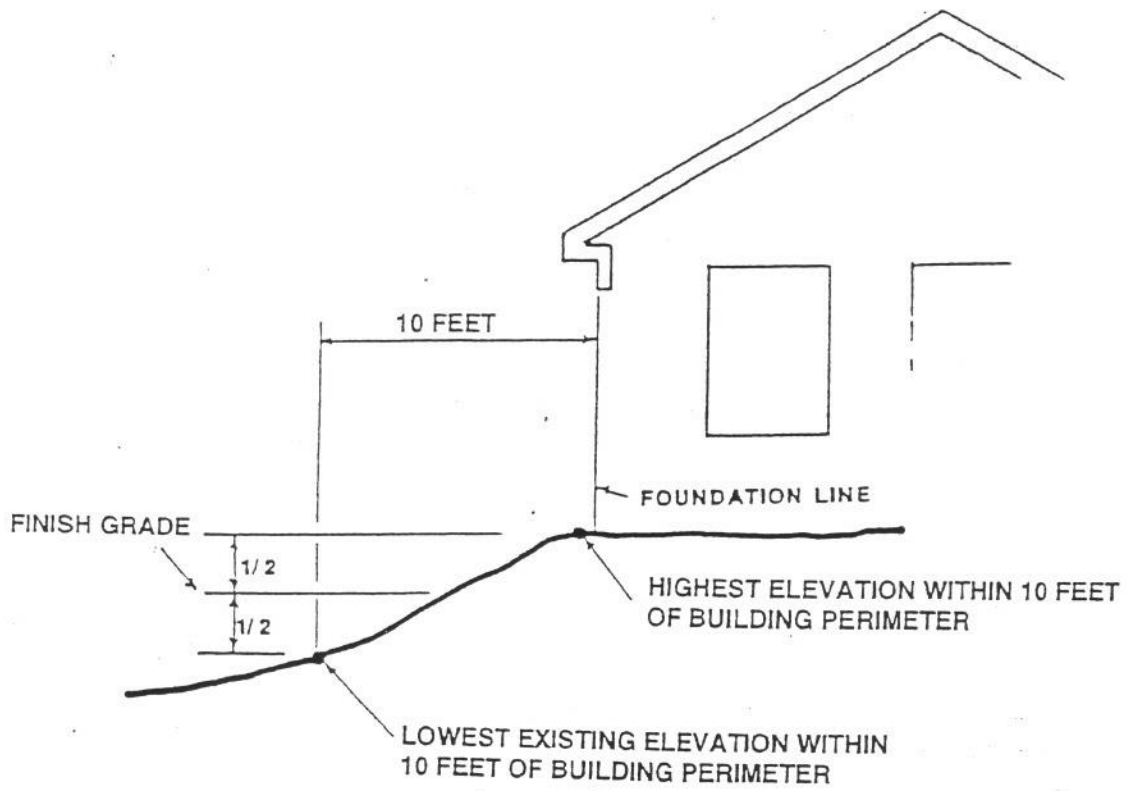 10 FEET
FOUNDATION LINE
FINISH GRADE
1/2
1/2
HIGHEST ELEVATION WITHIN 10 FEET
OF BUILDING PERIMETER
LOWEST EXISTING ELEVATION WITHIN
10 FEET OF BUILDING PERIMETER